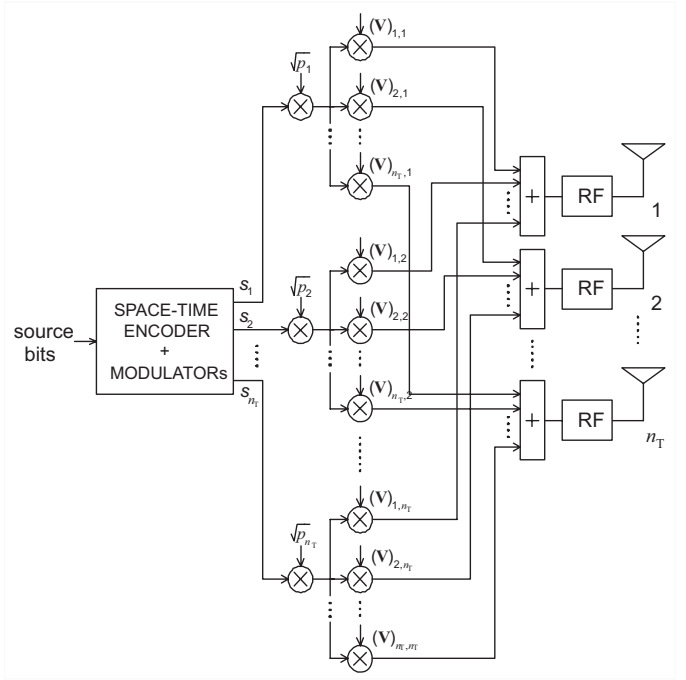 (V)1,1
√p1
(V)2,1
(V)nT,1
+
RF
1
(V)1,2
√p2
(V)2,2
+
RF
2
s1
SPACE-TIME
ENCODER
+
MODULATORs
source
bits
s2
snT
(V)nT,2
+
RF
nT
(V)1,nT
√pnT
(V)2,nT
(V)nT,nT